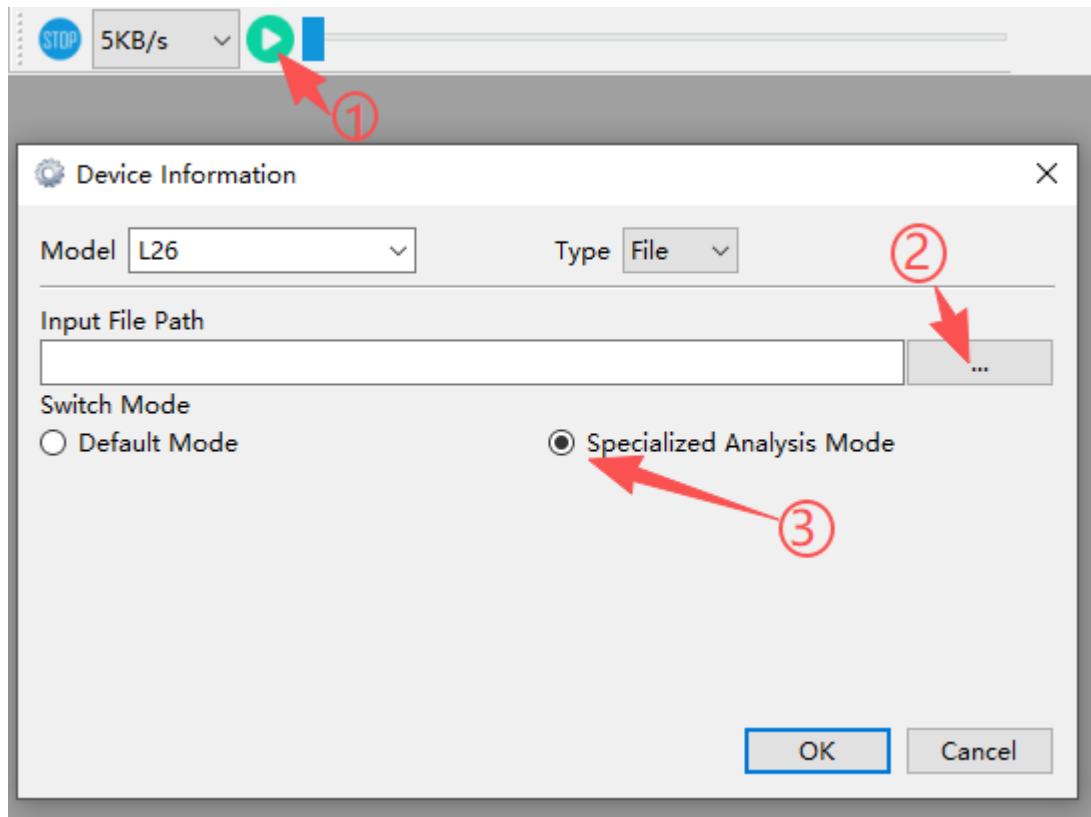 STOP 5KB/s
①
Device Information
Model L26 Type File
②
Input File Path
...
Switch Mode
Default Mode Specialized Analysis Mode
③
OK Cancel